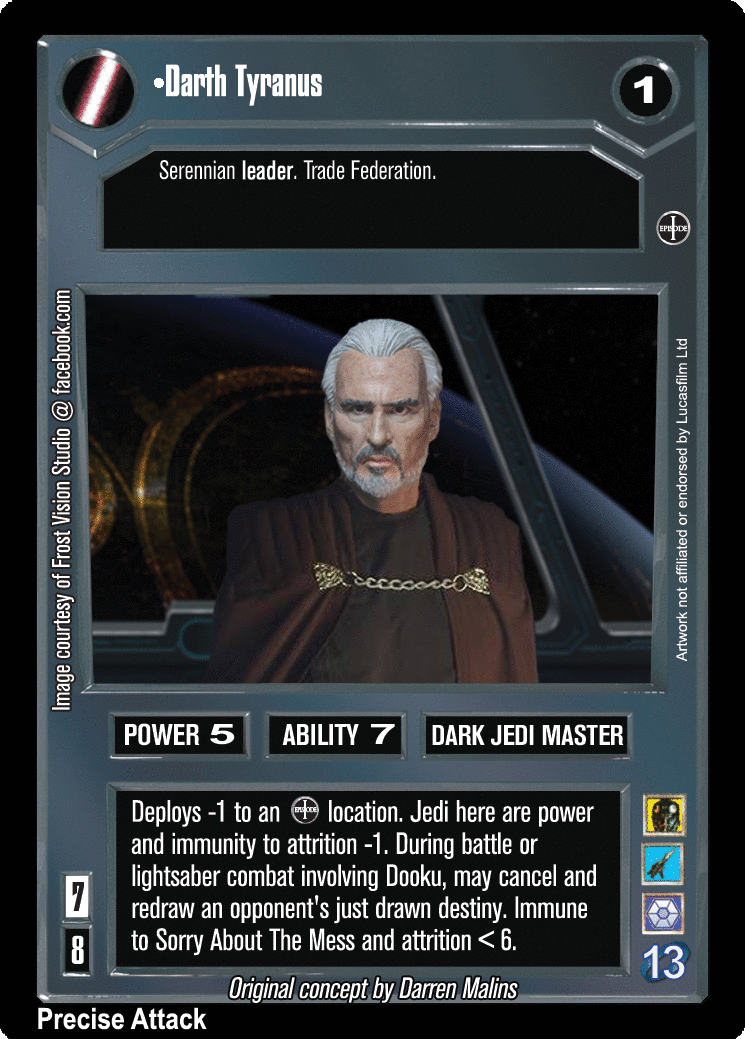 •Darth Tyranus
1
Serennian leader. Trade Federation.
EPISODE I
Image courtesy of Frost Vision Studio @ facebook.com
Artwork not affiliated or endorsed by Lucasfilm Ltd
POWER 5
ABILITY 7
DARK JEDI MASTER
Deploys -1 to an EPISODE I location. Jedi here are power
and immunity to attrition -1. During battle or
lightsaber combat involving Dooku, may cancel and
redraw an opponent's just drawn destiny. Immune
to Sorry About The Mess and attrition < 6.
7
8
13
Original concept by Darren Malins
Precise Attack